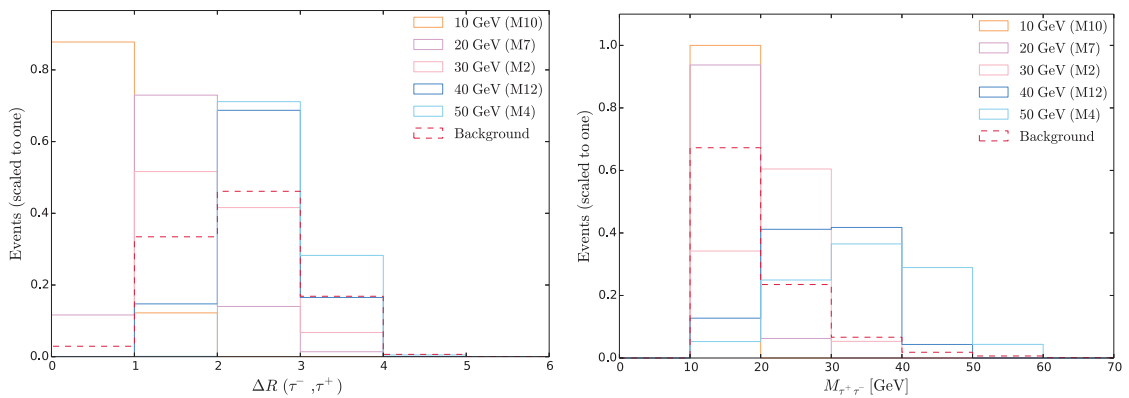 10 GeV (M10)
20 GeV (M7)
30 GeV (M2)
40 GeV (M12)
50 GeV (M4)
Background
Events (scaled to one)
0.8
0.6
0.4
0.2
0.0
0 1 2 3 4 5 6
ΔR (τ⁻ ,τ⁺)
10 GeV (M10)
20 GeV (M7)
30 GeV (M2)
40 GeV (M12)
50 GeV (M4)
Background
Events (scaled to one)
1.0
0.8
0.6
0.4
0.2
0.0
0 10 20 30 40 50 60 70
M_{τ⁺τ⁻} [GeV]